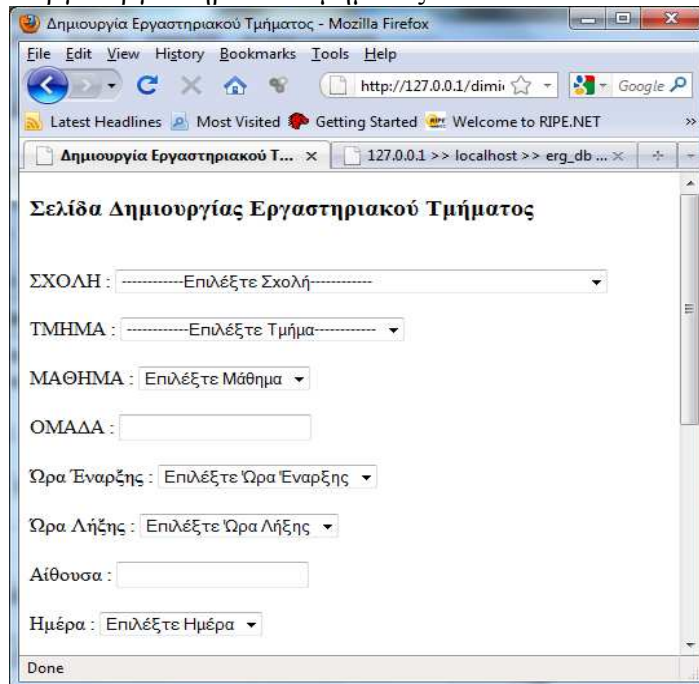 Δημιουργία Εργαστηριακού Τμήματος - Mozilla Firefox
File Edit View History Bookmarks Tools Help
http://127.0.0.1/dimi Google
Latest Headlines Most Visited Getting Started Welcome to RIPE.NET »
Δημιουργία Εργαστηριακού Τ... × 127.0.0.1 >> localhost >> erg_db ... ×
Σελίδα Δημιουργίας Εργαστηριακού Τμήματος
ΣΧΟΛΗ : ------------Επιλέξτε Σχολή------------
ΤΜΗΜΑ : ------------Επιλέξτε Τμήμα------------
ΜΑΘΗΜΑ : Επιλέξτε Μάθημα
ΟΜΑΔΑ :
Ώρα Έναρξης : Επιλέξτε Ώρα Έναρξης
Ώρα Λήξης : Επιλέξτε Ώρα Λήξης
Αίθουσα :
Ημέρα : Επιλέξτε Ημέρα
Done